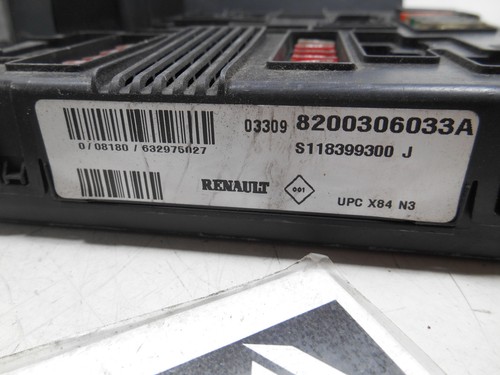 03309 8200306033A
0/08180/632975027
S118399300 J
RENAULT
001
UPC X84 N3